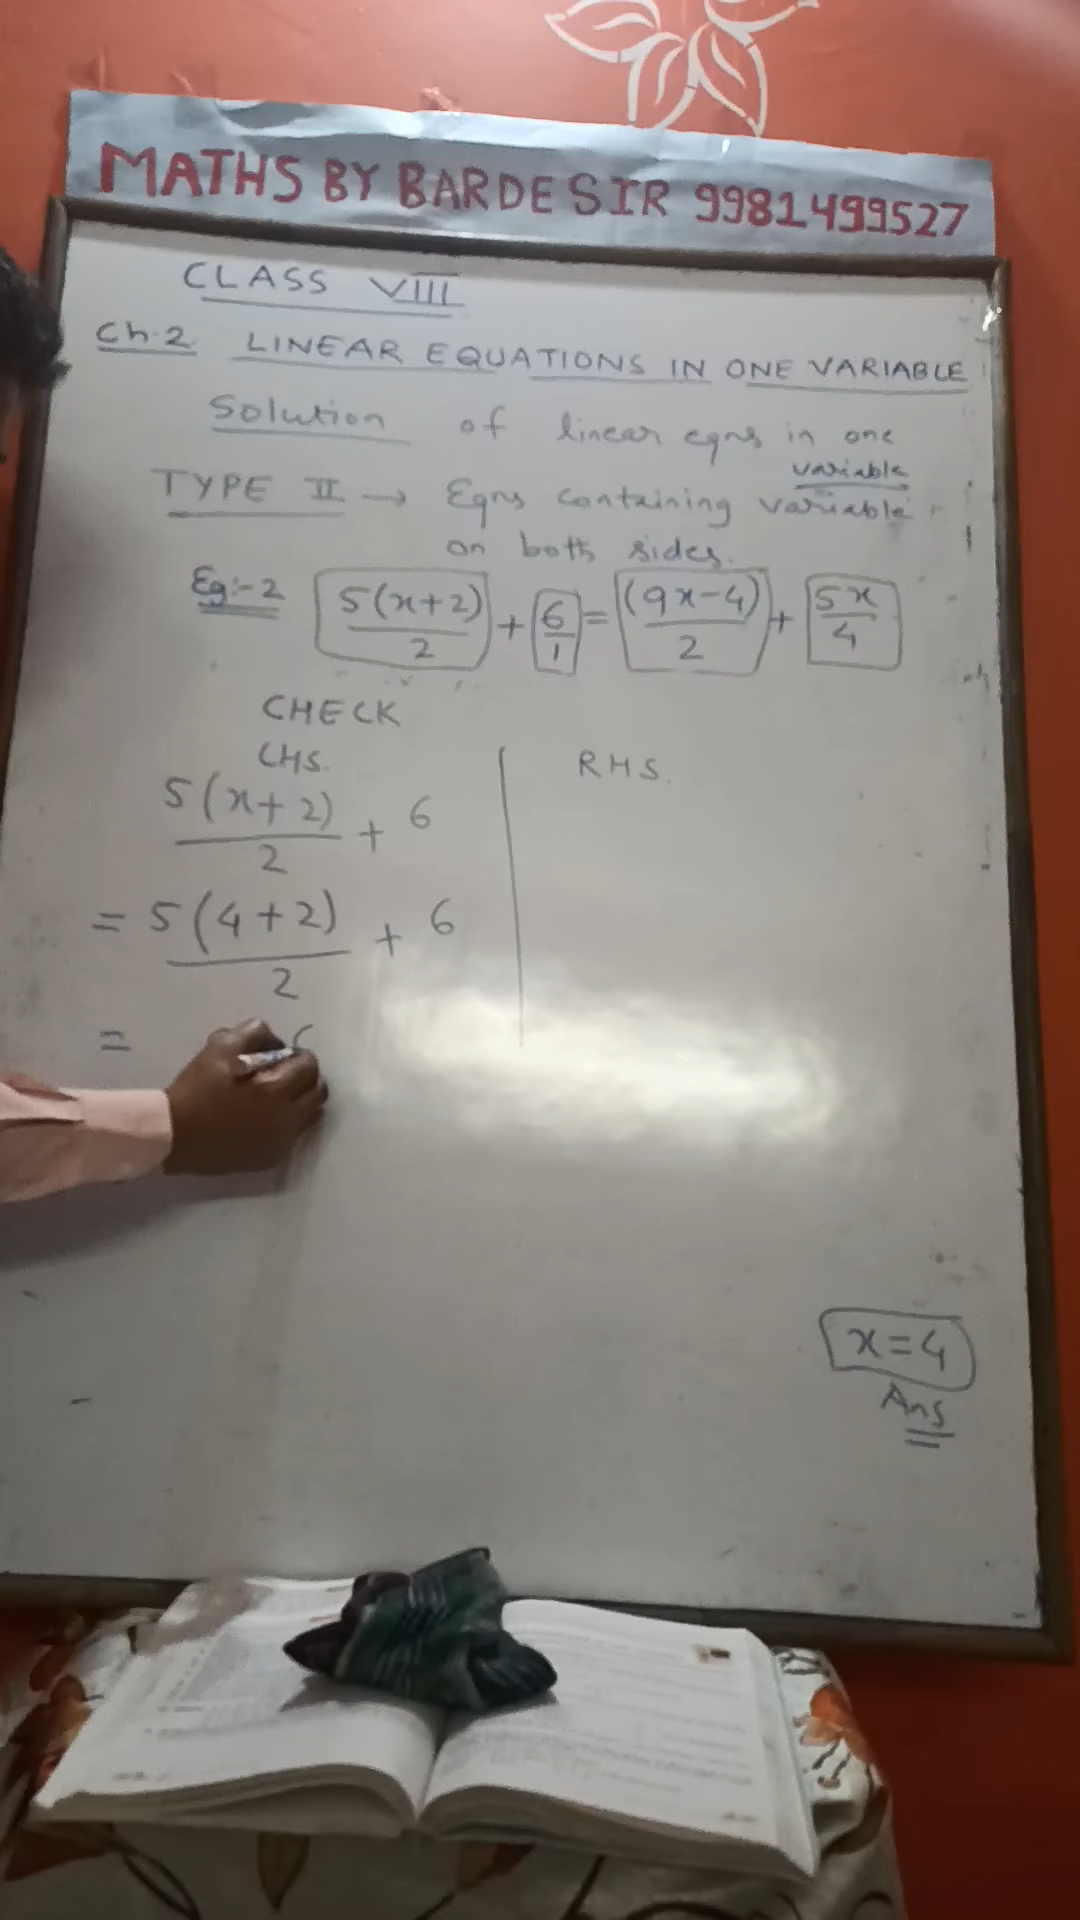 MATHS BY BARDE SIR 9981499527
CLASS VIII
Ch.2 LINEAR EQUATIONS IN ONE VARIABLE
Solution of linear eqns in one
variable
TYPE II → Eqns containing variable
on both sides.
Eg:-2 5(x+2)/2 + 6/1 = (9x-4)/2 + 5x/4
CHECK
LHS. RHS.
5(x+2)/2 + 6
= 5(4+2)/2 + 6
=
x=4
Ans